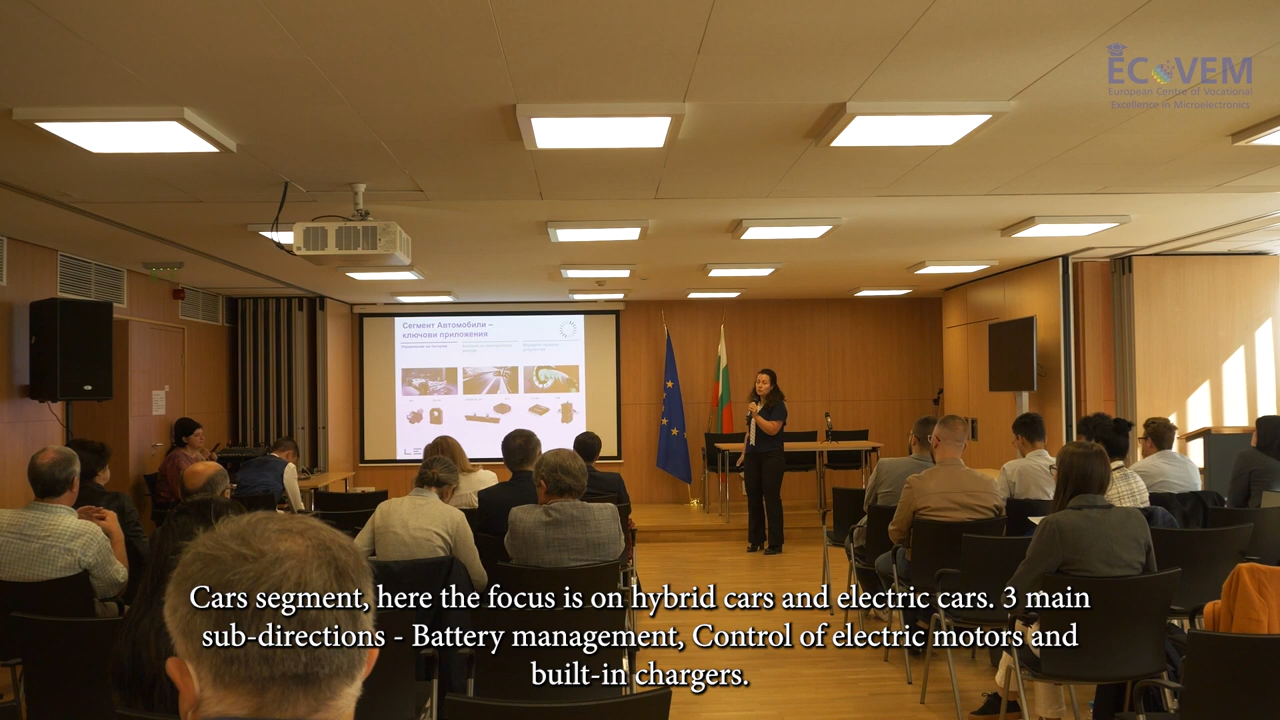 ECOVEM
European Centre of Vocational
Excellence in Microelectronics
Сегмент Автомобили –
ключови приложения
Cars segment, here the focus is on hybrid cars and electric cars. 3 main
sub-directions - Battery management, Control of electric motors and
built-in chargers.